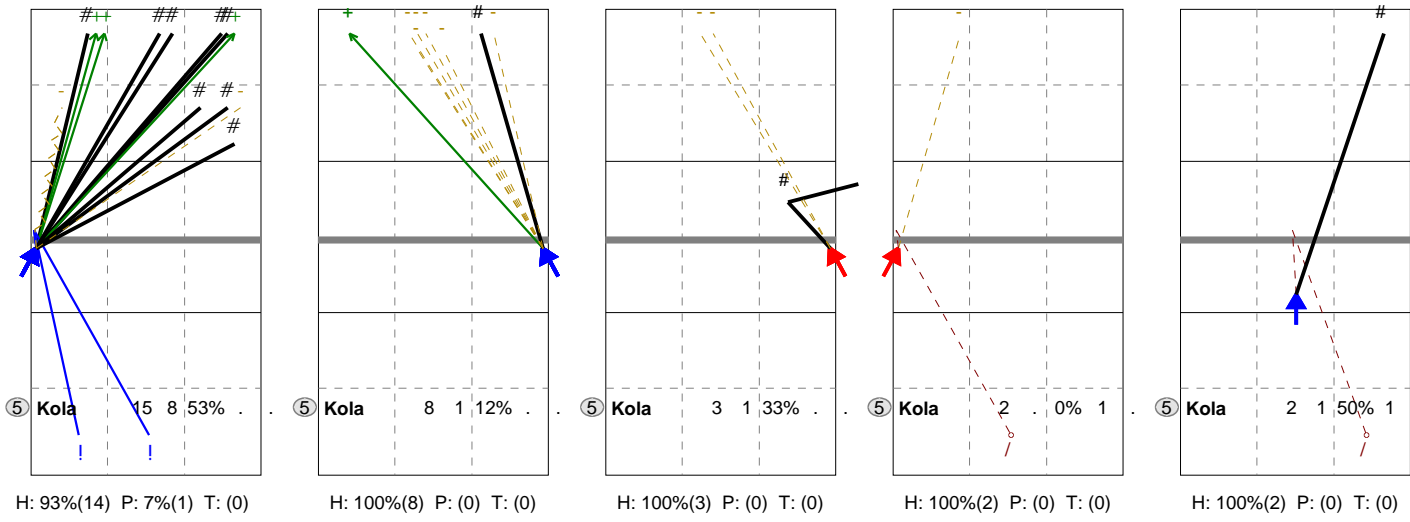 # + + # # # # +
+ - - - # -
- -
-
#
- - -
# # -
#
#
5 Kola 15 8 53% . .
5 Kola 8 1 12% . .
5 Kola 3 1 33% . .
5 Kola 2 . 0% 1 .
5 Kola 2 1 50% 1
! !
/
/
H: 93%(14) P: 7%(1) T: (0)
H: 100%(8) P: (0) T: (0)
H: 100%(3) P: (0) T: (0)
H: 100%(2) P: (0) T: (0)
H: 100%(2) P: (0) T: (0)